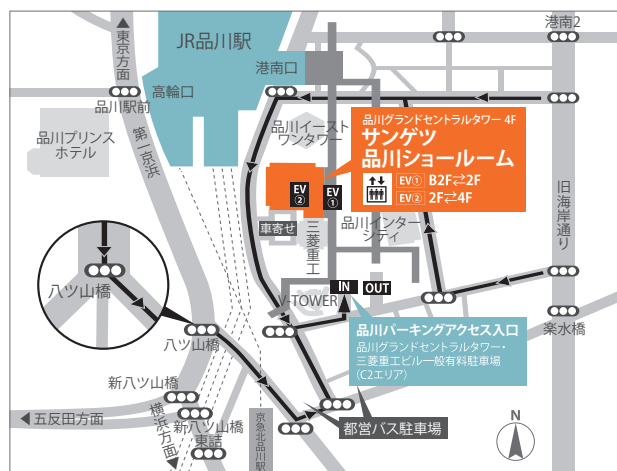 港南2
東京方面
JR品川駅
港南口
高輪口
品川駅前
品川プリンス
ホテル
第一京浜
品川イースト
ワンタワー
品川グランドセントラルタワー 4F
サンゲツ
品川ショールーム
EV① B2F⇄2F
EV② 2F⇄4F
EV
②
EV
①
車寄せ
三菱重工
品川インター
シティ
旧海岸通り
八ツ山橋
V-TOWER
IN
OUT
品川パーキングアクセス入口
品川グランドセントラルタワー・
三菱重工ビル一般有料駐車場
（C2エリア）
楽水橋
八ツ山橋
新八ツ山橋
五反田方面
横浜方面
新八ツ山橋
東詰
京急北品川駅
都営バス駐車場
N